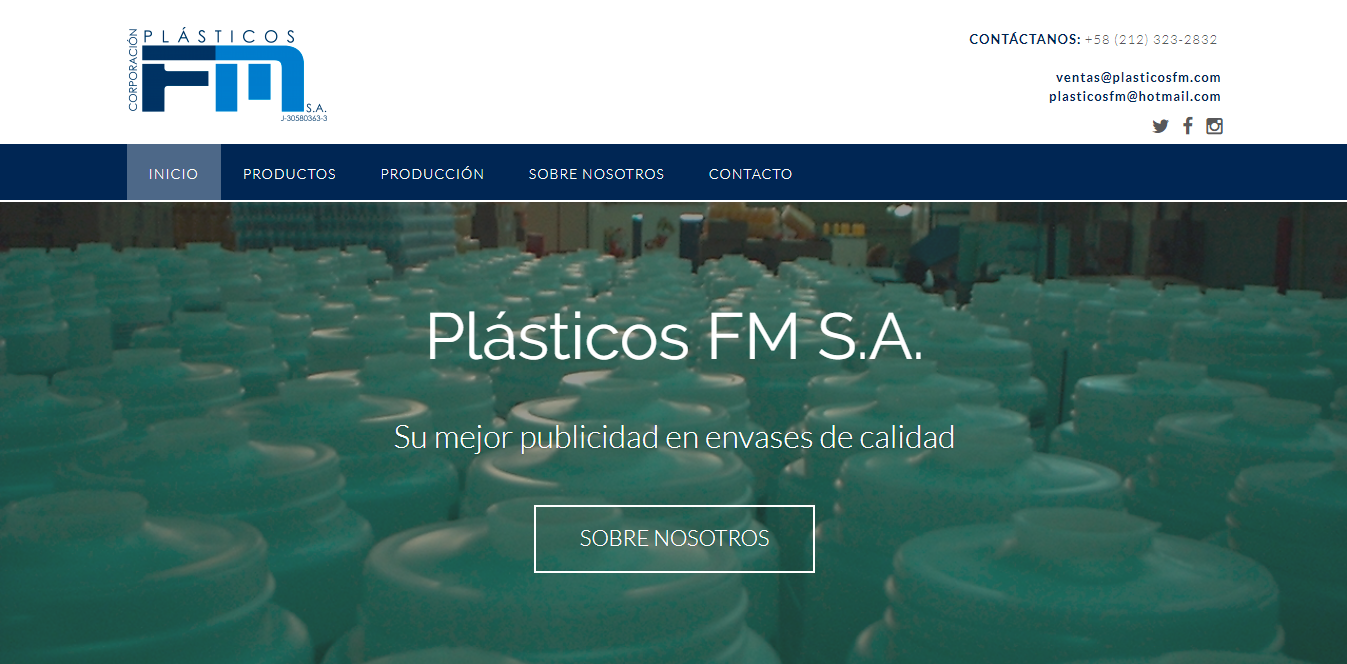 CORPORACIÓN
PLÁSTICOS
FM
S.A.
J-30580363-3
CONTÁCTANOS: +58 (212) 323-2832
ventas@plasticosfm.com
plasticosfm@hotmail.com
INICIO PRODUCTOS PRODUCCIÓN SOBRE NOSOTROS CONTACTO
Plásticos FM S.A.
Su mejor publicidad en envases de calidad
SOBRE NOSOTROS